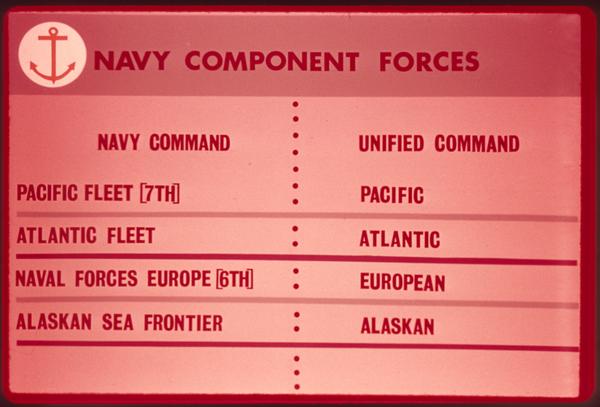 NAVY COMPONENT FORCES
NAVY COMMAND UNIFIED COMMAND
PACIFIC FLEET [7TH] PACIFIC
ATLANTIC FLEET ATLANTIC
NAVAL FORCES EUROPE [6TH] EUROPEAN
ALASKAN SEA FRONTIER ALASKAN